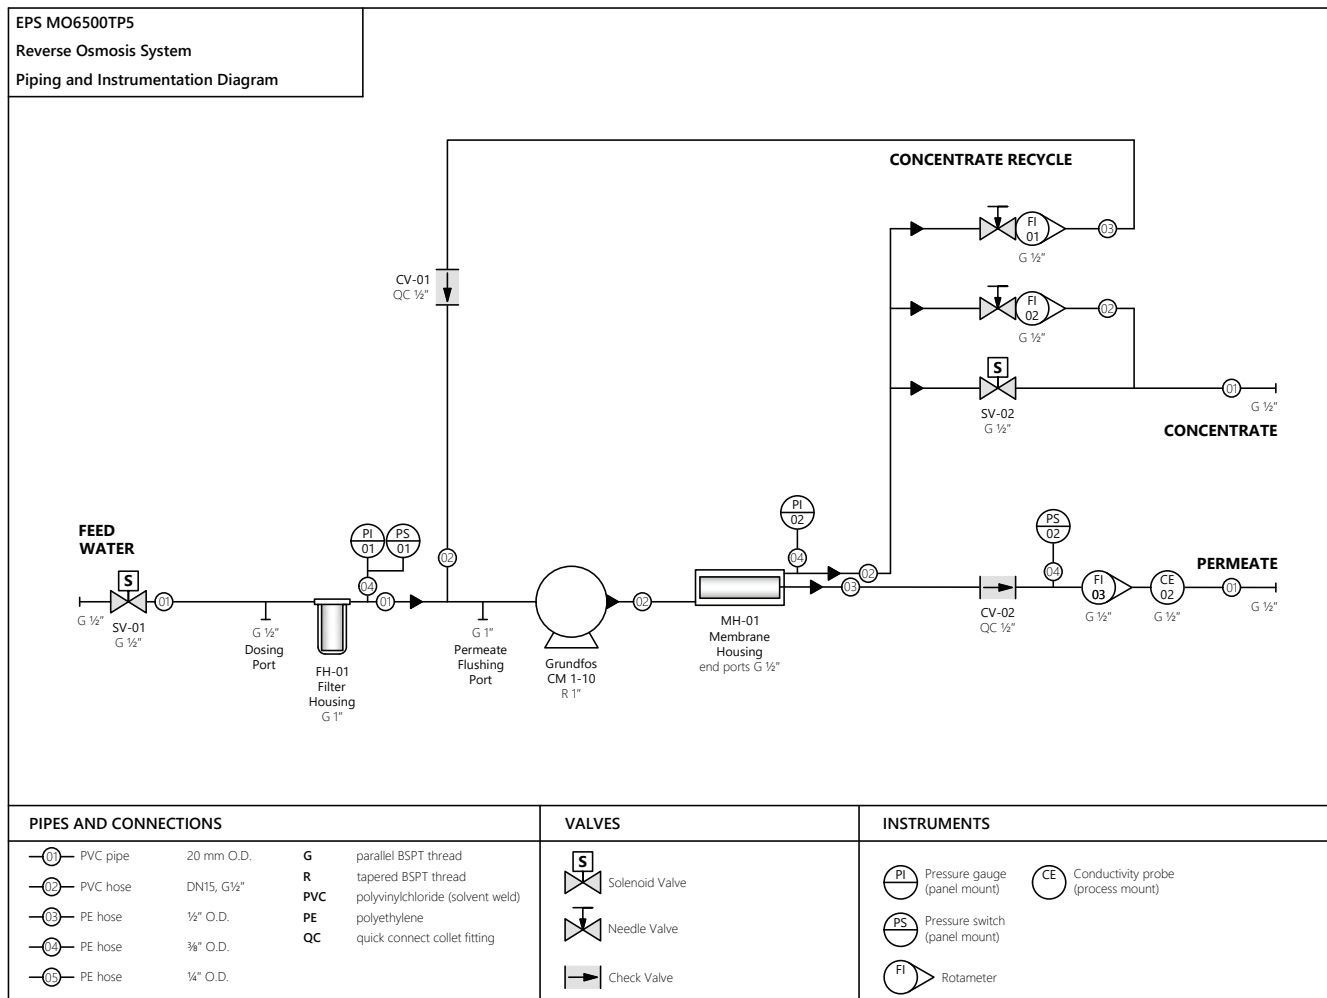 EPS MO6500TP5
Reverse Osmosis System
Piping and Instrumentation Diagram
CONCENTRATE RECYCLE
FI
01
G ½”
03
CV-01
QC ½”
FI
02
G ½”
02
S
SV-02
G ½”
01
G ½”
CONCENTRATE
FEED
WATER
S
G ½”
SV-01
G ½”
01
G ½”
Dosing
Port
PI
01
PS
01
04
01
FH-01
Filter
Housing
G 1”
02
G 1”
Permeate
Flushing
Port
Grundfos
CM 1-10
R 1”
02
PI
02
04
02
03
MH-01
Membrane
Housing
end ports G ½”
CV-02
QC ½”
PS
02
04
FI
03
G ½”
CE
02
G ½”
PERMEATE
01
G ½”
PIPES AND CONNECTIONS
01 PVC pipe 20 mm O.D.
02 PVC hose DN15, G½”
03 PE hose ½” O.D.
04 PE hose ⅜” O.D.
05 PE hose ¼” O.D.
G parallel BSPT thread
R tapered BSPT thread
PVC polyvinylchloride (solvent weld)
PE polyethylene
QC quick connect collet fitting
VALVES
S
Solenoid Valve
Needle Valve
Check Valve
INSTRUMENTS
PI Pressure gauge
(panel mount)
PS Pressure switch
(panel mount)
FI Rotameter
CE Conductivity probe
(process mount)